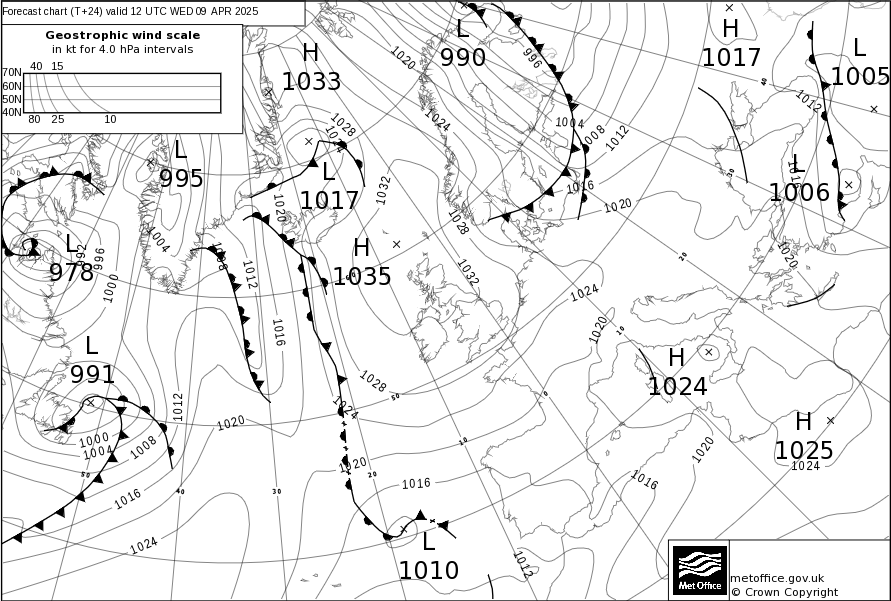 Forecast chart (T+24) valid 12 UTC WED 09 APR 2025
Geostrophic wind scale
in kt for 4.0 hPa intervals
40 15
70N
60N
50N
40N
80 25 10
H
1033
L
990
H
1017
L
1005
L
995
L
1017
L
1006
L
978
H
1035
L
991
H
1024
H
1025
L
1010
1020
996
1024
1028
1004
1008
1012
1012
1016
1020
1032
1028
1020
1004
1008
1012
1016
992
996
1000
1032
1024
1020
1020
1028
1024
1020
1016
1012
1020
1000
1004
1008
1016
1024
1016
1020
1024
1012
50
40
30
20
10
0
10
20
30
40
50
metoffice.gov.uk
© Crown Copyright
Met Office